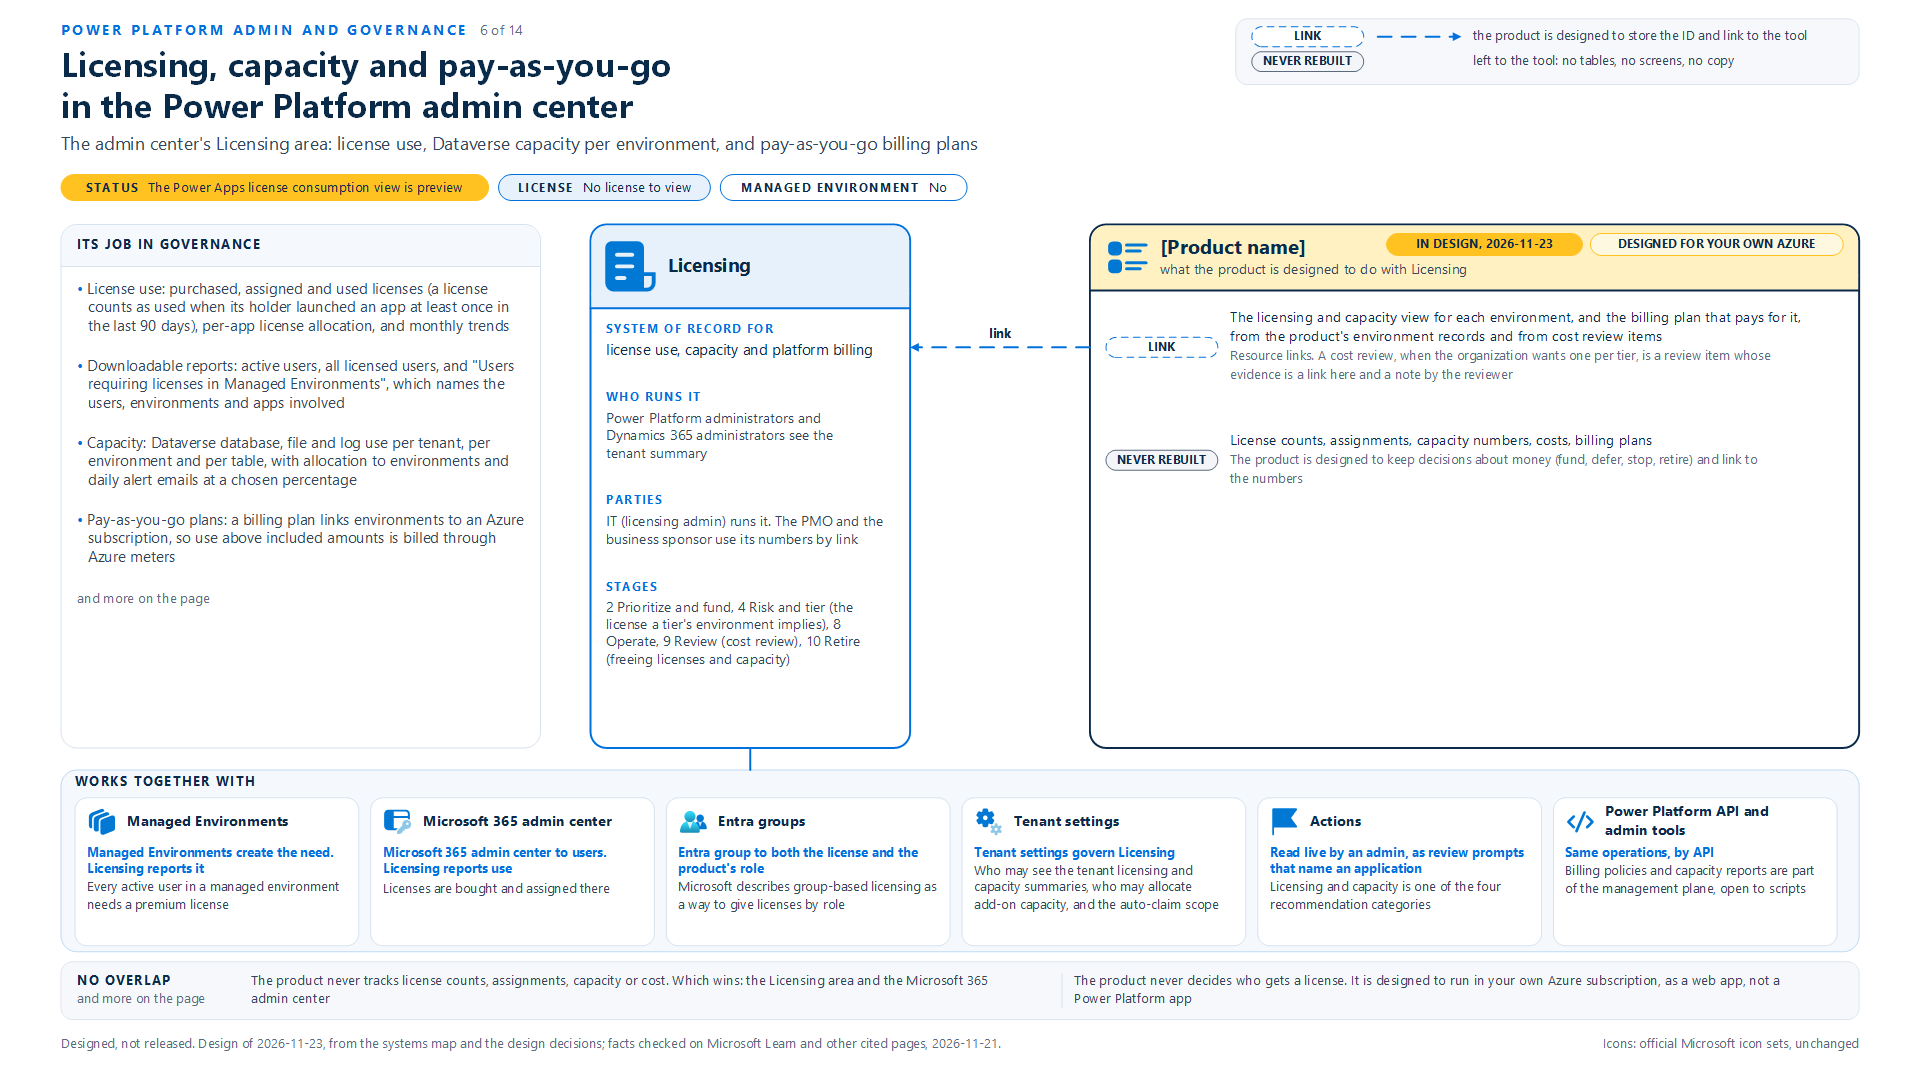 POWER PLATFORM ADMIN AND GOVERNANCE 6 of 14
Licensing, capacity and pay-as-you-go
in the Power Platform admin center
The admin center's Licensing area: license use, Dataverse capacity per environment, and pay-as-you-go billing plans
LINK the product is designed to store the ID and link to the tool
NEVER REBUILT left to the tool: no tables, no screens, no copy
STATUS The Power Apps license consumption view is preview
LICENSE No license to view
MANAGED ENVIRONMENT No
ITS JOB IN GOVERNANCE
• License use: purchased, assigned and used licenses (a license
counts as used when its holder launched an app at least once in
the last 90 days), per-app license allocation, and monthly trends
• Downloadable reports: active users, all licensed users, and "Users
requiring licenses in Managed Environments", which names the
users, environments and apps involved
• Capacity: Dataverse database, file and log use per tenant, per
environment and per table, with allocation to environments and
daily alert emails at a chosen percentage
• Pay-as-you-go plans: a billing plan links environments to an Azure
subscription, so use above included amounts is billed through
Azure meters
and more on the page
Licensing
SYSTEM OF RECORD FOR
license use, capacity and platform billing
WHO RUNS IT
Power Platform administrators and
Dynamics 365 administrators see the
tenant summary
PARTIES
IT (licensing admin) runs it. The PMO and the
business sponsor use its numbers by link
STAGES
2 Prioritize and fund, 4 Risk and tier (the
license a tier's environment implies), 8
Operate, 9 Review (cost review), 10 Retire
(freeing licenses and capacity)
link
[Product name]
what the product is designed to do with Licensing
IN DESIGN, 2026-11-23
DESIGNED FOR YOUR OWN AZURE
LINK
The licensing and capacity view for each environment, and the billing plan that pays for it,
from the product's environment records and from cost review items
Resource links. A cost review, when the organization wants one per tier, is a review item whose
evidence is a link here and a note by the reviewer
NEVER REBUILT
License counts, assignments, capacity numbers, costs, billing plans
The product is designed to keep decisions about money (fund, defer, stop, retire) and link to
the numbers
WORKS TOGETHER WITH
Managed Environments
Managed Environments create the need.
Licensing reports it
Every active user in a managed environment
needs a premium license
Microsoft 365 admin center
Microsoft 365 admin center to users.
Licensing reports use
Licenses are bought and assigned there
Entra groups
Entra group to both the license and the
product's role
Microsoft describes group-based licensing as
a way to give licenses by role
Tenant settings
Tenant settings govern Licensing
Who may see the tenant licensing and
capacity summaries, who may allocate
add-on capacity, and the auto-claim scope
Actions
Read live by an admin, as review prompts
that name an application
Licensing and capacity is one of the four
recommendation categories
Power Platform API and
admin tools
Same operations, by API
Billing policies and capacity reports are part
of the management plane, open to scripts
NO OVERLAP
and more on the page
The product never tracks license counts, assignments, capacity or cost. Which wins: the Licensing area and the Microsoft 365
admin center
The product never decides who gets a license. It is designed to run in your own Azure subscription, as a web app, not a
Power Platform app
Designed, not released. Design of 2026-11-23, from the systems map and the design decisions; facts checked on Microsoft Learn and other cited pages, 2026-11-21.
Icons: official Microsoft icon sets, unchanged